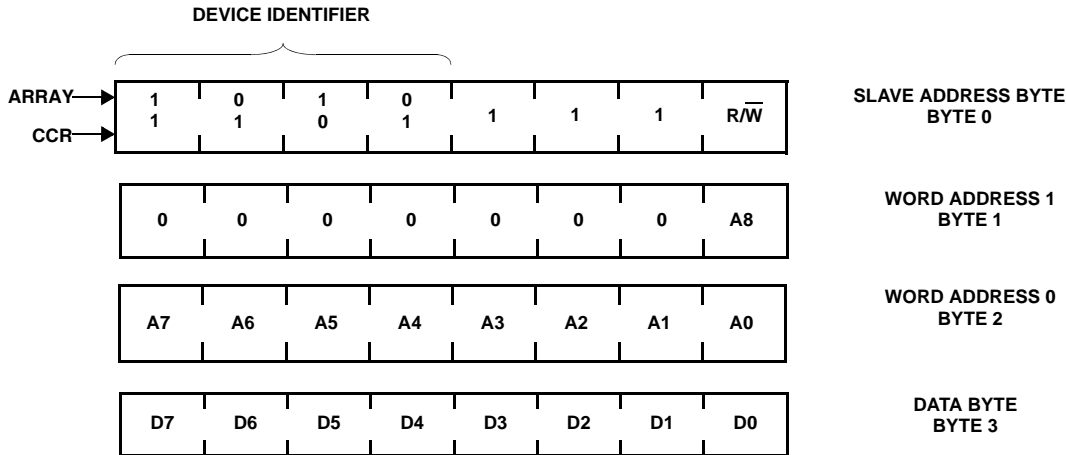 DEVICE IDENTIFIER
ARRAY 1 0 1 0
CCR 1 1 0 1 1 1 1 R/W̅
SLAVE ADDRESS BYTE
BYTE 0
0 0 0 0 0 0 0 A8
WORD ADDRESS 1
BYTE 1
A7 A6 A5 A4 A3 A2 A1 A0
WORD ADDRESS 0
BYTE 2
D7 D6 D5 D4 D3 D2 D1 D0
DATA BYTE
BYTE 3